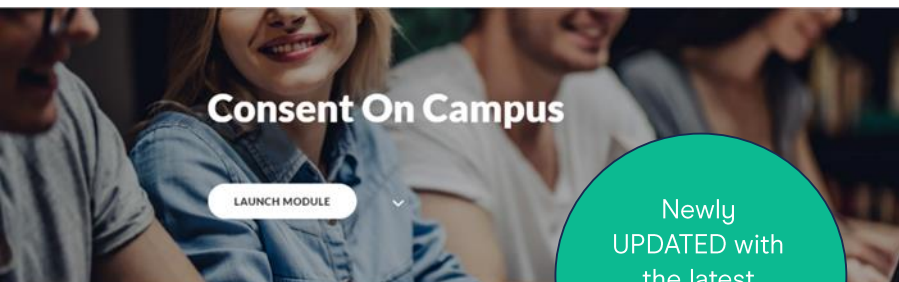 Consent On Campus
LAUNCH MODULE
Newly
UPDATED with
the latest